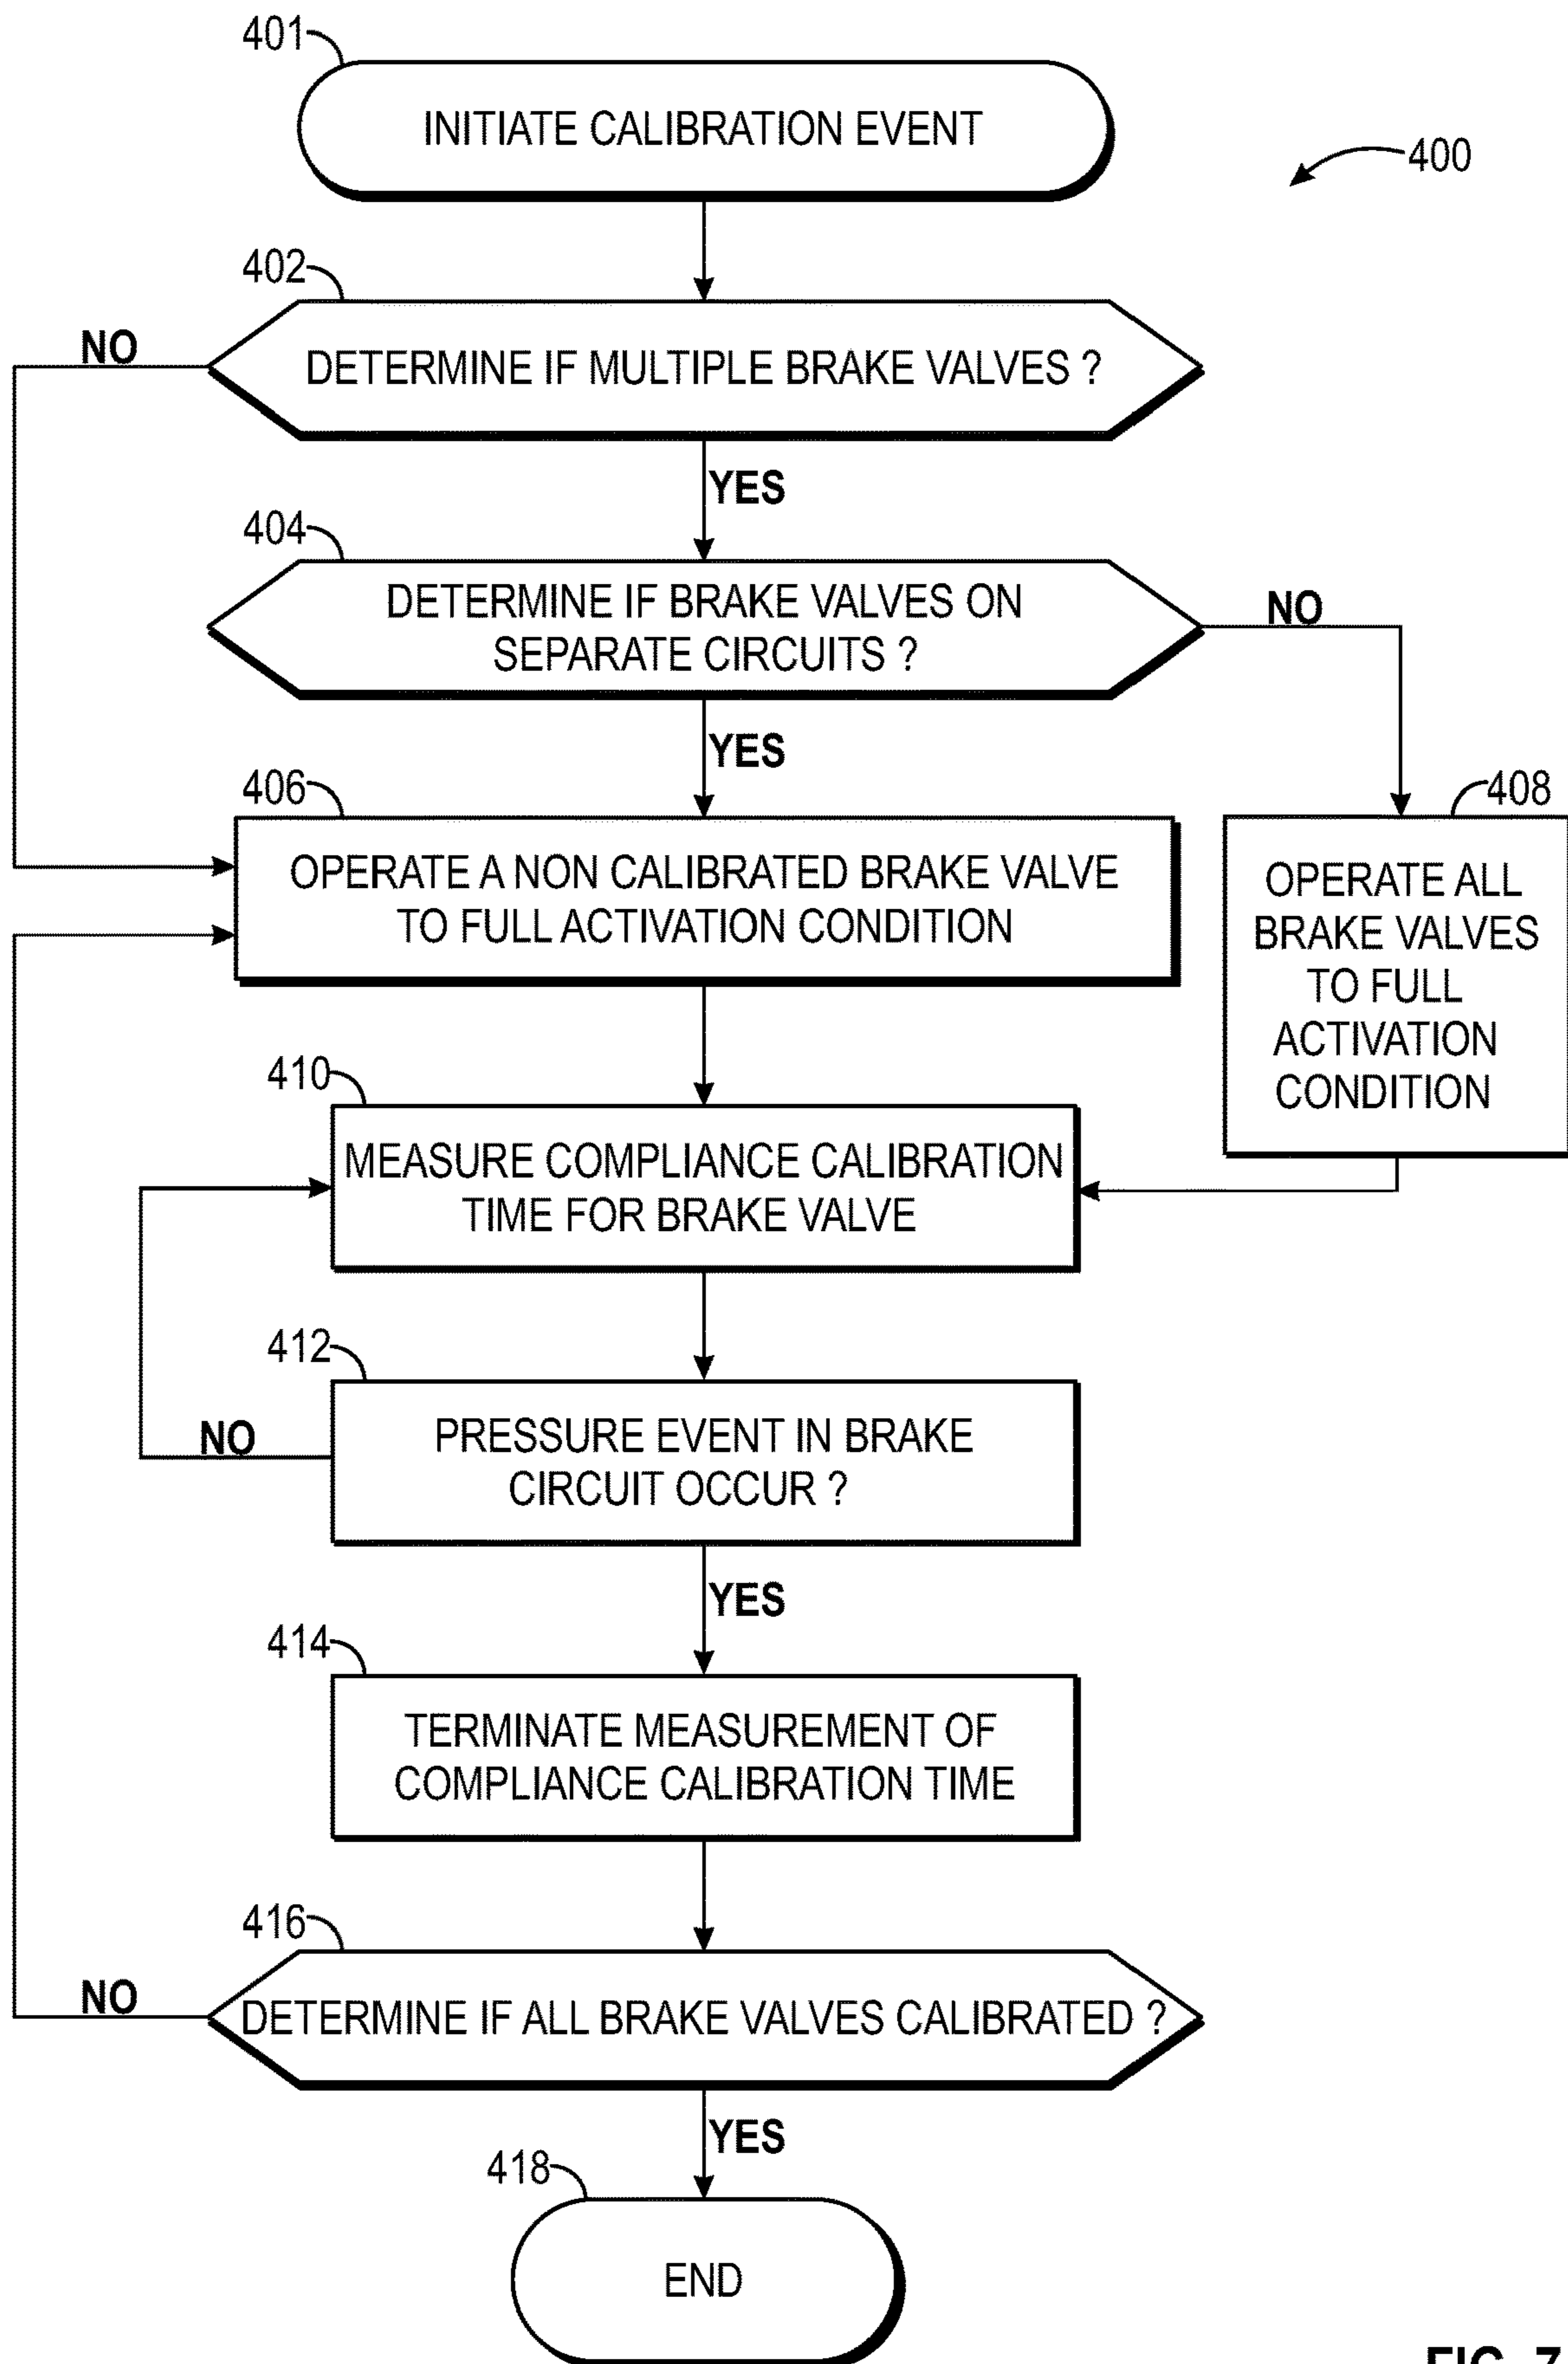 401
INITIATE CALIBRATION EVENT
400
402
NO
DETERMINE IF MULTIPLE BRAKE VALVES ?
YES
404
DETERMINE IF BRAKE VALVES ON
SEPARATE CIRCUITS ?
NO
YES
406
OPERATE A NON CALIBRATED BRAKE VALVE
TO FULL ACTIVATION CONDITION
408
OPERATE ALL
BRAKE VALVES
TO FULL
ACTIVATION
CONDITION
410
MEASURE COMPLIANCE CALIBRATION
TIME FOR BRAKE VALVE
412
NO
PRESSURE EVENT IN BRAKE
CIRCUIT OCCUR ?
YES
414
TERMINATE MEASUREMENT OF
COMPLIANCE CALIBRATION TIME
416
NO
DETERMINE IF ALL BRAKE VALVES CALIBRATED ?
YES
418
END
FIG. 7